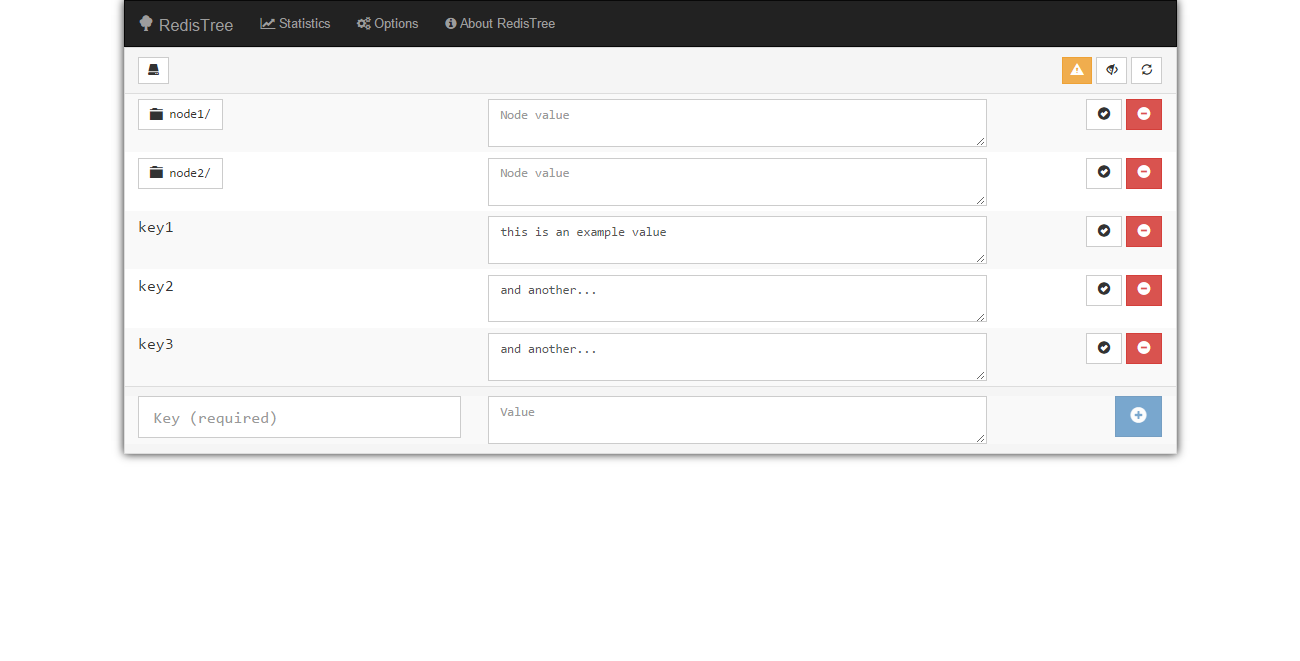 RedisTree Statistics Options About RedisTree
node1/ Node value
node2/ Node value
key1 this is an example value
key2 and another...
key3 and another...
Key (required) Value